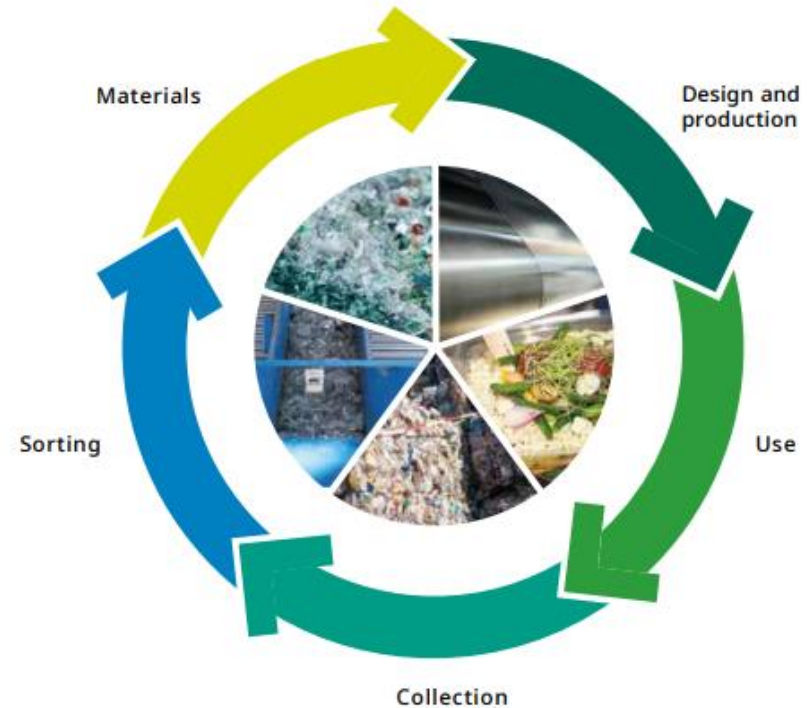 Materials
Design and
production
Sorting
Use
Collection